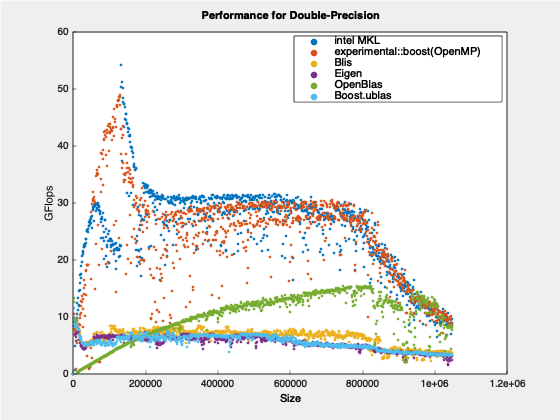 Performance for Double-Precision
intel MKL
experimental::boost(OpenMP)
Blis
Eigen
OpenBlas
Boost.ublas
60
50
40
30
20
10
0
GFlops
0 200000 400000 600000 800000 1e+06 1.2e+06
Size